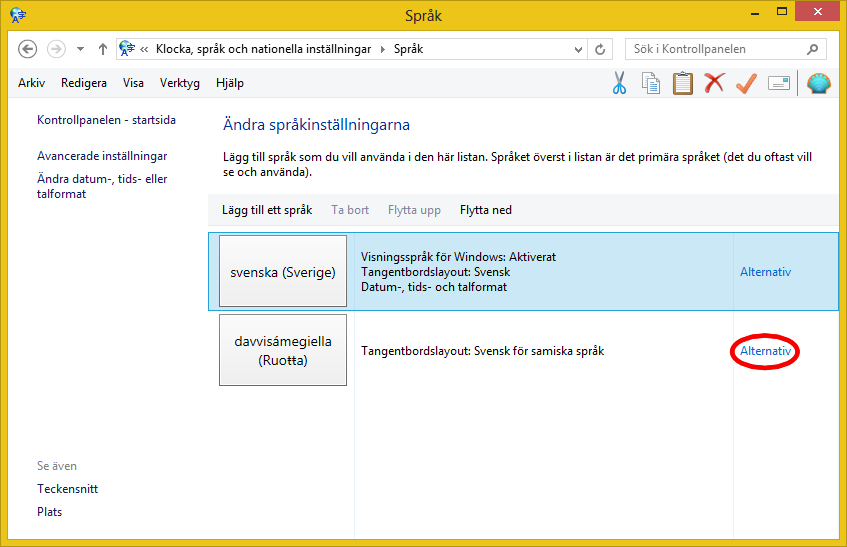 Språk
« Klocka, språk och nationella inställningar
Språk
Sök i Kontrollpanelen
Arkiv Redigera Visa Verktyg Hjälp
Kontrollpanelen - startsida
Avancerade inställningar
Ändra datum-, tids- eller
talformat
Ändra språkinställningarna
Lägg till språk som du vill använda i den här listan. Språket överst i listan är det primära språket (det du oftast vill
se och använda).
Lägg till ett språk Ta bort Flytta upp Flytta ned
svenska (Sverige)
Visningsspråk för Windows: Aktiverat
Tangentbordslayout: Svensk
Datum-, tids- och talformat
Alternativ
davvisámegiella
(Ruoŧŧa)
Tangentbordslayout: Svensk för samiska språk
Alternativ
Se även
Teckensnitt
Plats